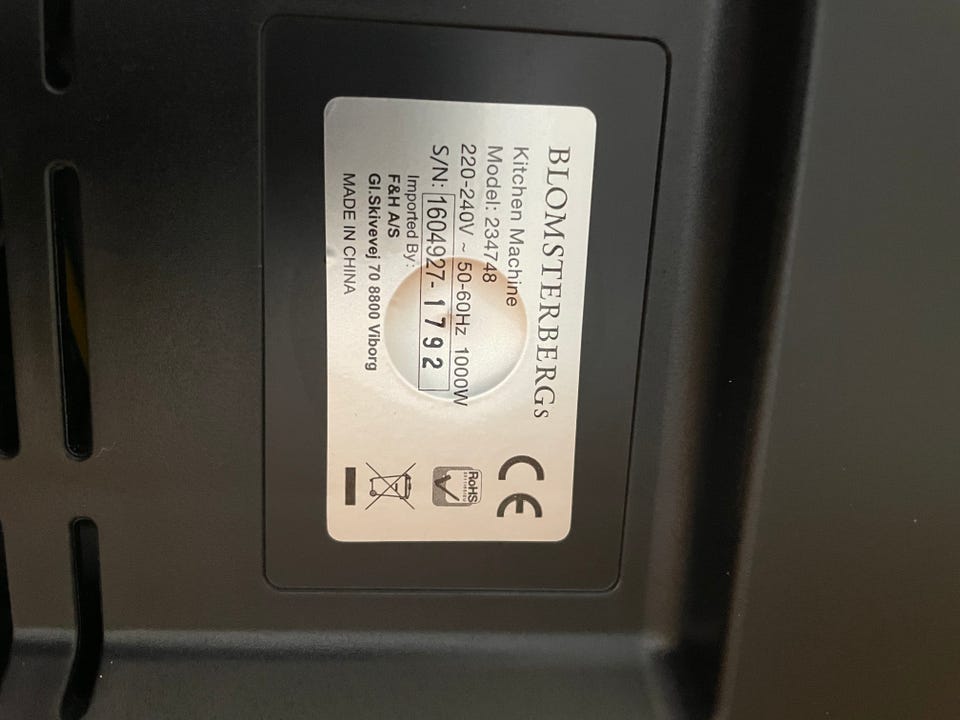 BLOMSTERBERGs
Kitchen Machine
Model: 234748
220-240V ~ 50-60Hz 1000W
S/N: 1604927-1792
Imported By:
F&H A/S
Gl.Skivevej 70 8800 Viborg
MADE IN CHINA
CE
RoHS